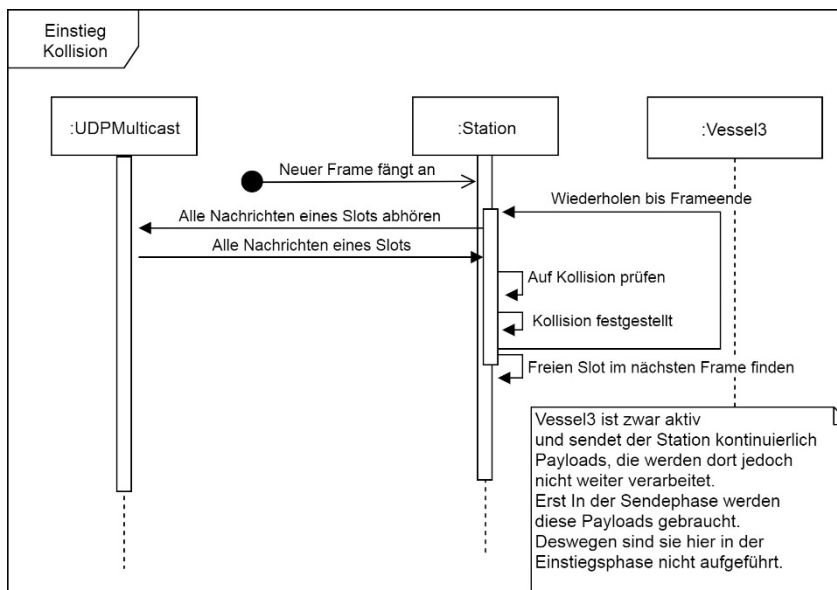 Einstieg
Kollision
:UDPMulticast
:Station
:Vessel3
Neuer Frame fängt an
Wiederholen bis Frameende
Alle Nachrichten eines Slots abhören
Alle Nachrichten eines Slots
Auf Kollision prüfen
Kollision festgestellt
Freien Slot im nächsten Frame finden
Vessel3 ist zwar aktiv
und sendet der Station kontinuierlich
Payloads, die werden dort jedoch
nicht weiter verarbeitet.
Erst In der Sendephase werden
diese Payloads gebraucht.
Deswegen sind sie hier in der
Einstiegsphase nicht aufgeführt.